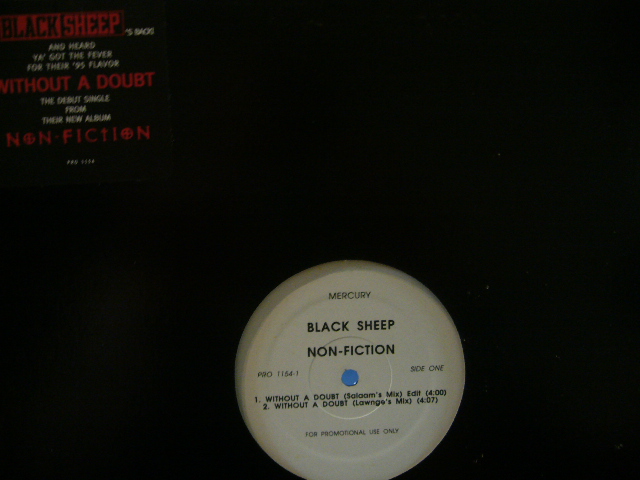 BLACK SHEEP 'S BACK!
AND HEARD
YA' GOT THE FEVER
FOR THEIR '95 FLAVOR
WITHOUT A DOUBT
THE DEBUT SINGLE
FROM
THEIR NEW ALBUM
NON-FICTION
PRO 1154
MERCURY
BLACK SHEEP
NON-FICTION
PRO 1154-1 SIDE ONE
1. WITHOUT A DOUBT (Salaam's Mix) Edit (4:00)
2. WITHOUT A DOUBT (Lawnge's Mix) (4:07)
FOR PROMOTIONAL USE ONLY